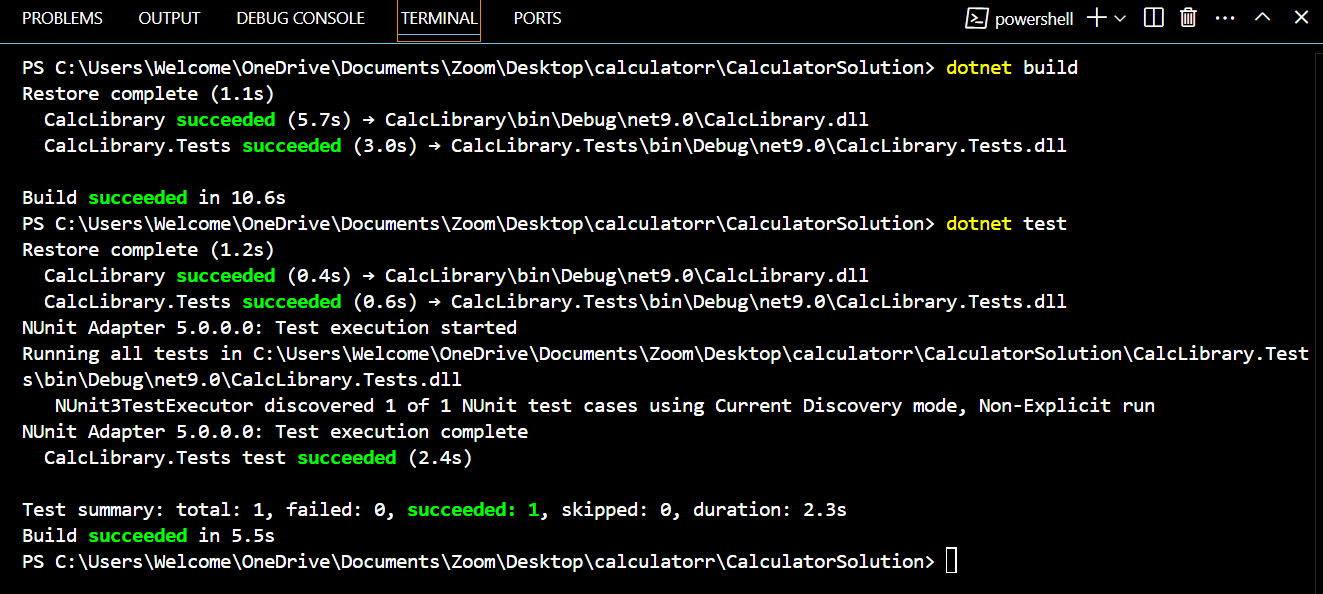 PROBLEMS OUTPUT DEBUG CONSOLE TERMINAL PORTS powershell
PS C:\Users\Welcome\OneDrive\Documents\Zoom\Desktop\calculatorr\CalculatorSolution> dotnet build
Restore complete (1.1s)
CalcLibrary succeeded (5.7s) → CalcLibrary\bin\Debug\net9.0\CalcLibrary.dll
CalcLibrary.Tests succeeded (3.0s) → CalcLibrary.Tests\bin\Debug\net9.0\CalcLibrary.Tests.dll
Build succeeded in 10.6s
PS C:\Users\Welcome\OneDrive\Documents\Zoom\Desktop\calculatorr\CalculatorSolution> dotnet test
Restore complete (1.2s)
CalcLibrary succeeded (0.4s) → CalcLibrary\bin\Debug\net9.0\CalcLibrary.dll
CalcLibrary.Tests succeeded (0.6s) → CalcLibrary.Tests\bin\Debug\net9.0\CalcLibrary.Tests.dll
NUnit Adapter 5.0.0.0: Test execution started
Running all tests in C:\Users\Welcome\OneDrive\Documents\Zoom\Desktop\calculatorr\CalculatorSolution\CalcLibrary.Test
s\bin\Debug\net9.0\CalcLibrary.Tests.dll
NUnit3TestExecutor discovered 1 of 1 NUnit test cases using Current Discovery mode, Non-Explicit run
NUnit Adapter 5.0.0.0: Test execution complete
CalcLibrary.Tests test succeeded (2.4s)
Test summary: total: 1, failed: 0, succeeded: 1, skipped: 0, duration: 2.3s
Build succeeded in 5.5s
PS C:\Users\Welcome\OneDrive\Documents\Zoom\Desktop\calculatorr\CalculatorSolution>